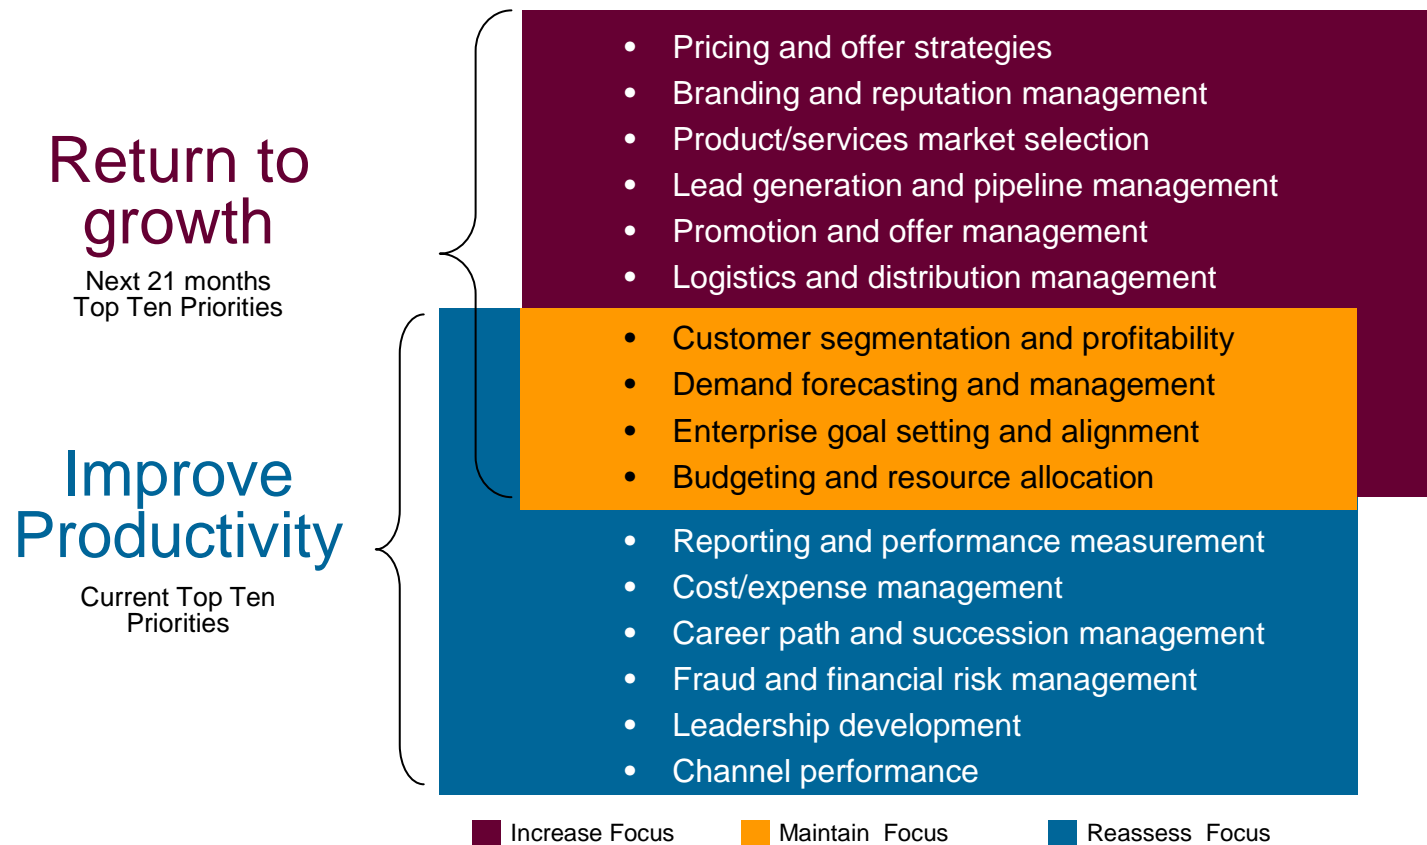 Return to
growth
Next 21 months
Top Ten Priorities
• Pricing and offer strategies
• Branding and reputation management
• Product/services market selection
• Lead generation and pipeline management
• Promotion and offer management
• Logistics and distribution management
• Customer segmentation and profitability
• Demand forecasting and management
• Enterprise goal setting and alignment
• Budgeting and resource allocation
Improve
Productivity
Current Top Ten
Priorities
• Reporting and performance measurement
• Cost/expense management
• Career path and succession management
• Fraud and financial risk management
• Leadership development
• Channel performance
Increase Focus
Maintain Focus
Reassess Focus